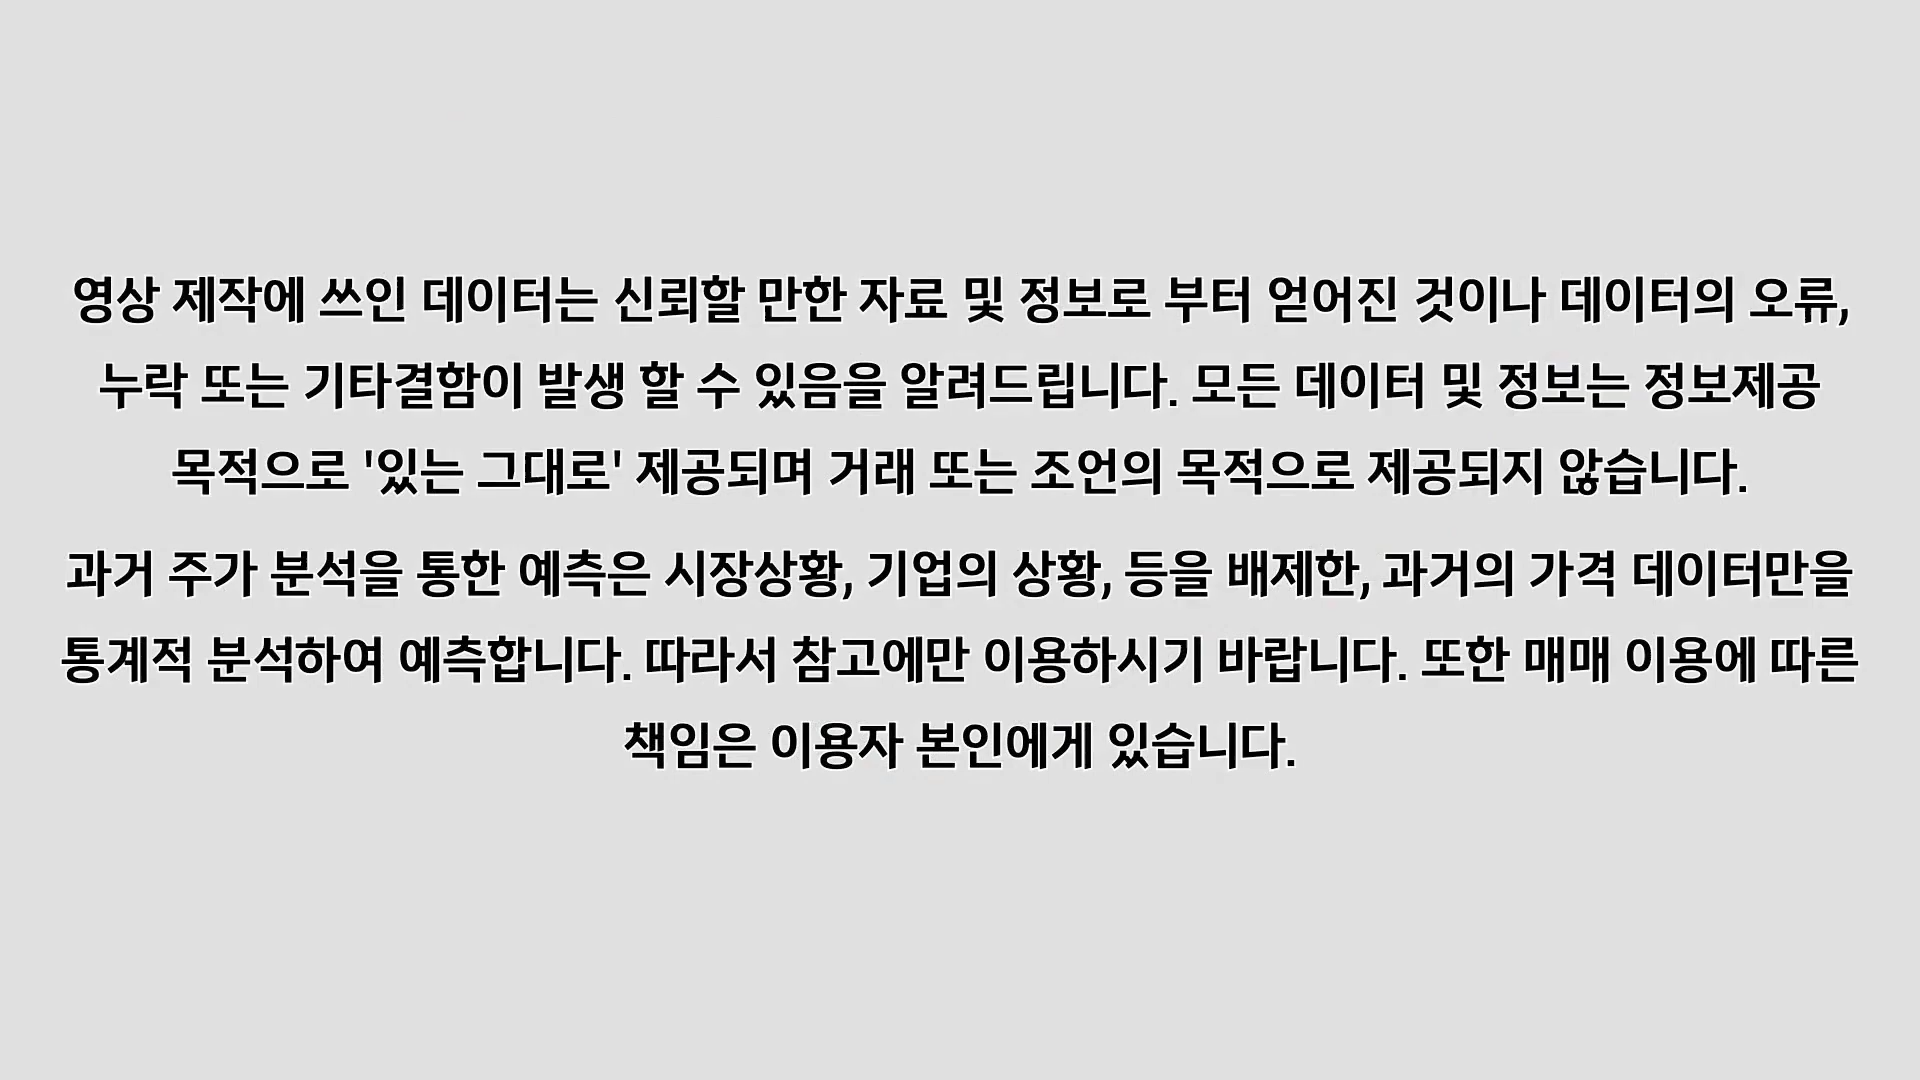 영상 제작에 쓰인 데이터는 신뢰할 만한 자료 및 정보로 부터 얻어진 것이나 데이터의 오류,
누락 또는 기타결함이 발생 할 수 있음을 알려드립니다. 모든 데이터 및 정보는 정보제공
목적으로 '있는 그대로' 제공되며 거래 또는 조언의 목적으로 제공되지 않습니다.
과거 주가 분석을 통한 예측은 시장상황, 기업의 상황, 등을 배제한, 과거의 가격 데이터만을
통계적 분석하여 예측합니다. 따라서 참고에만 이용하시기 바랍니다. 또한 매매 이용에 따른
책임은 이용자 본인에게 있습니다.